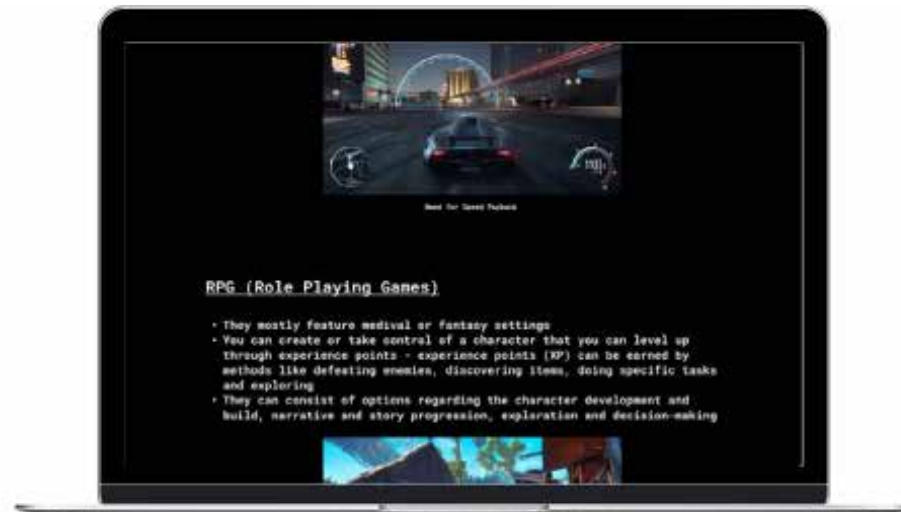 Need for Speed Payback
RPG (Role Playing Games)
• They mostly feature medival or fantasy settings
• You can create or take control of a character that you can level up
through experience points - experience points (XP) can be earned by
methods like defeating enemies, discovering items, doing specific tasks
and exploring
• They can consist of options regarding the character development and
build, narrative and story progression, exploration and decision-making